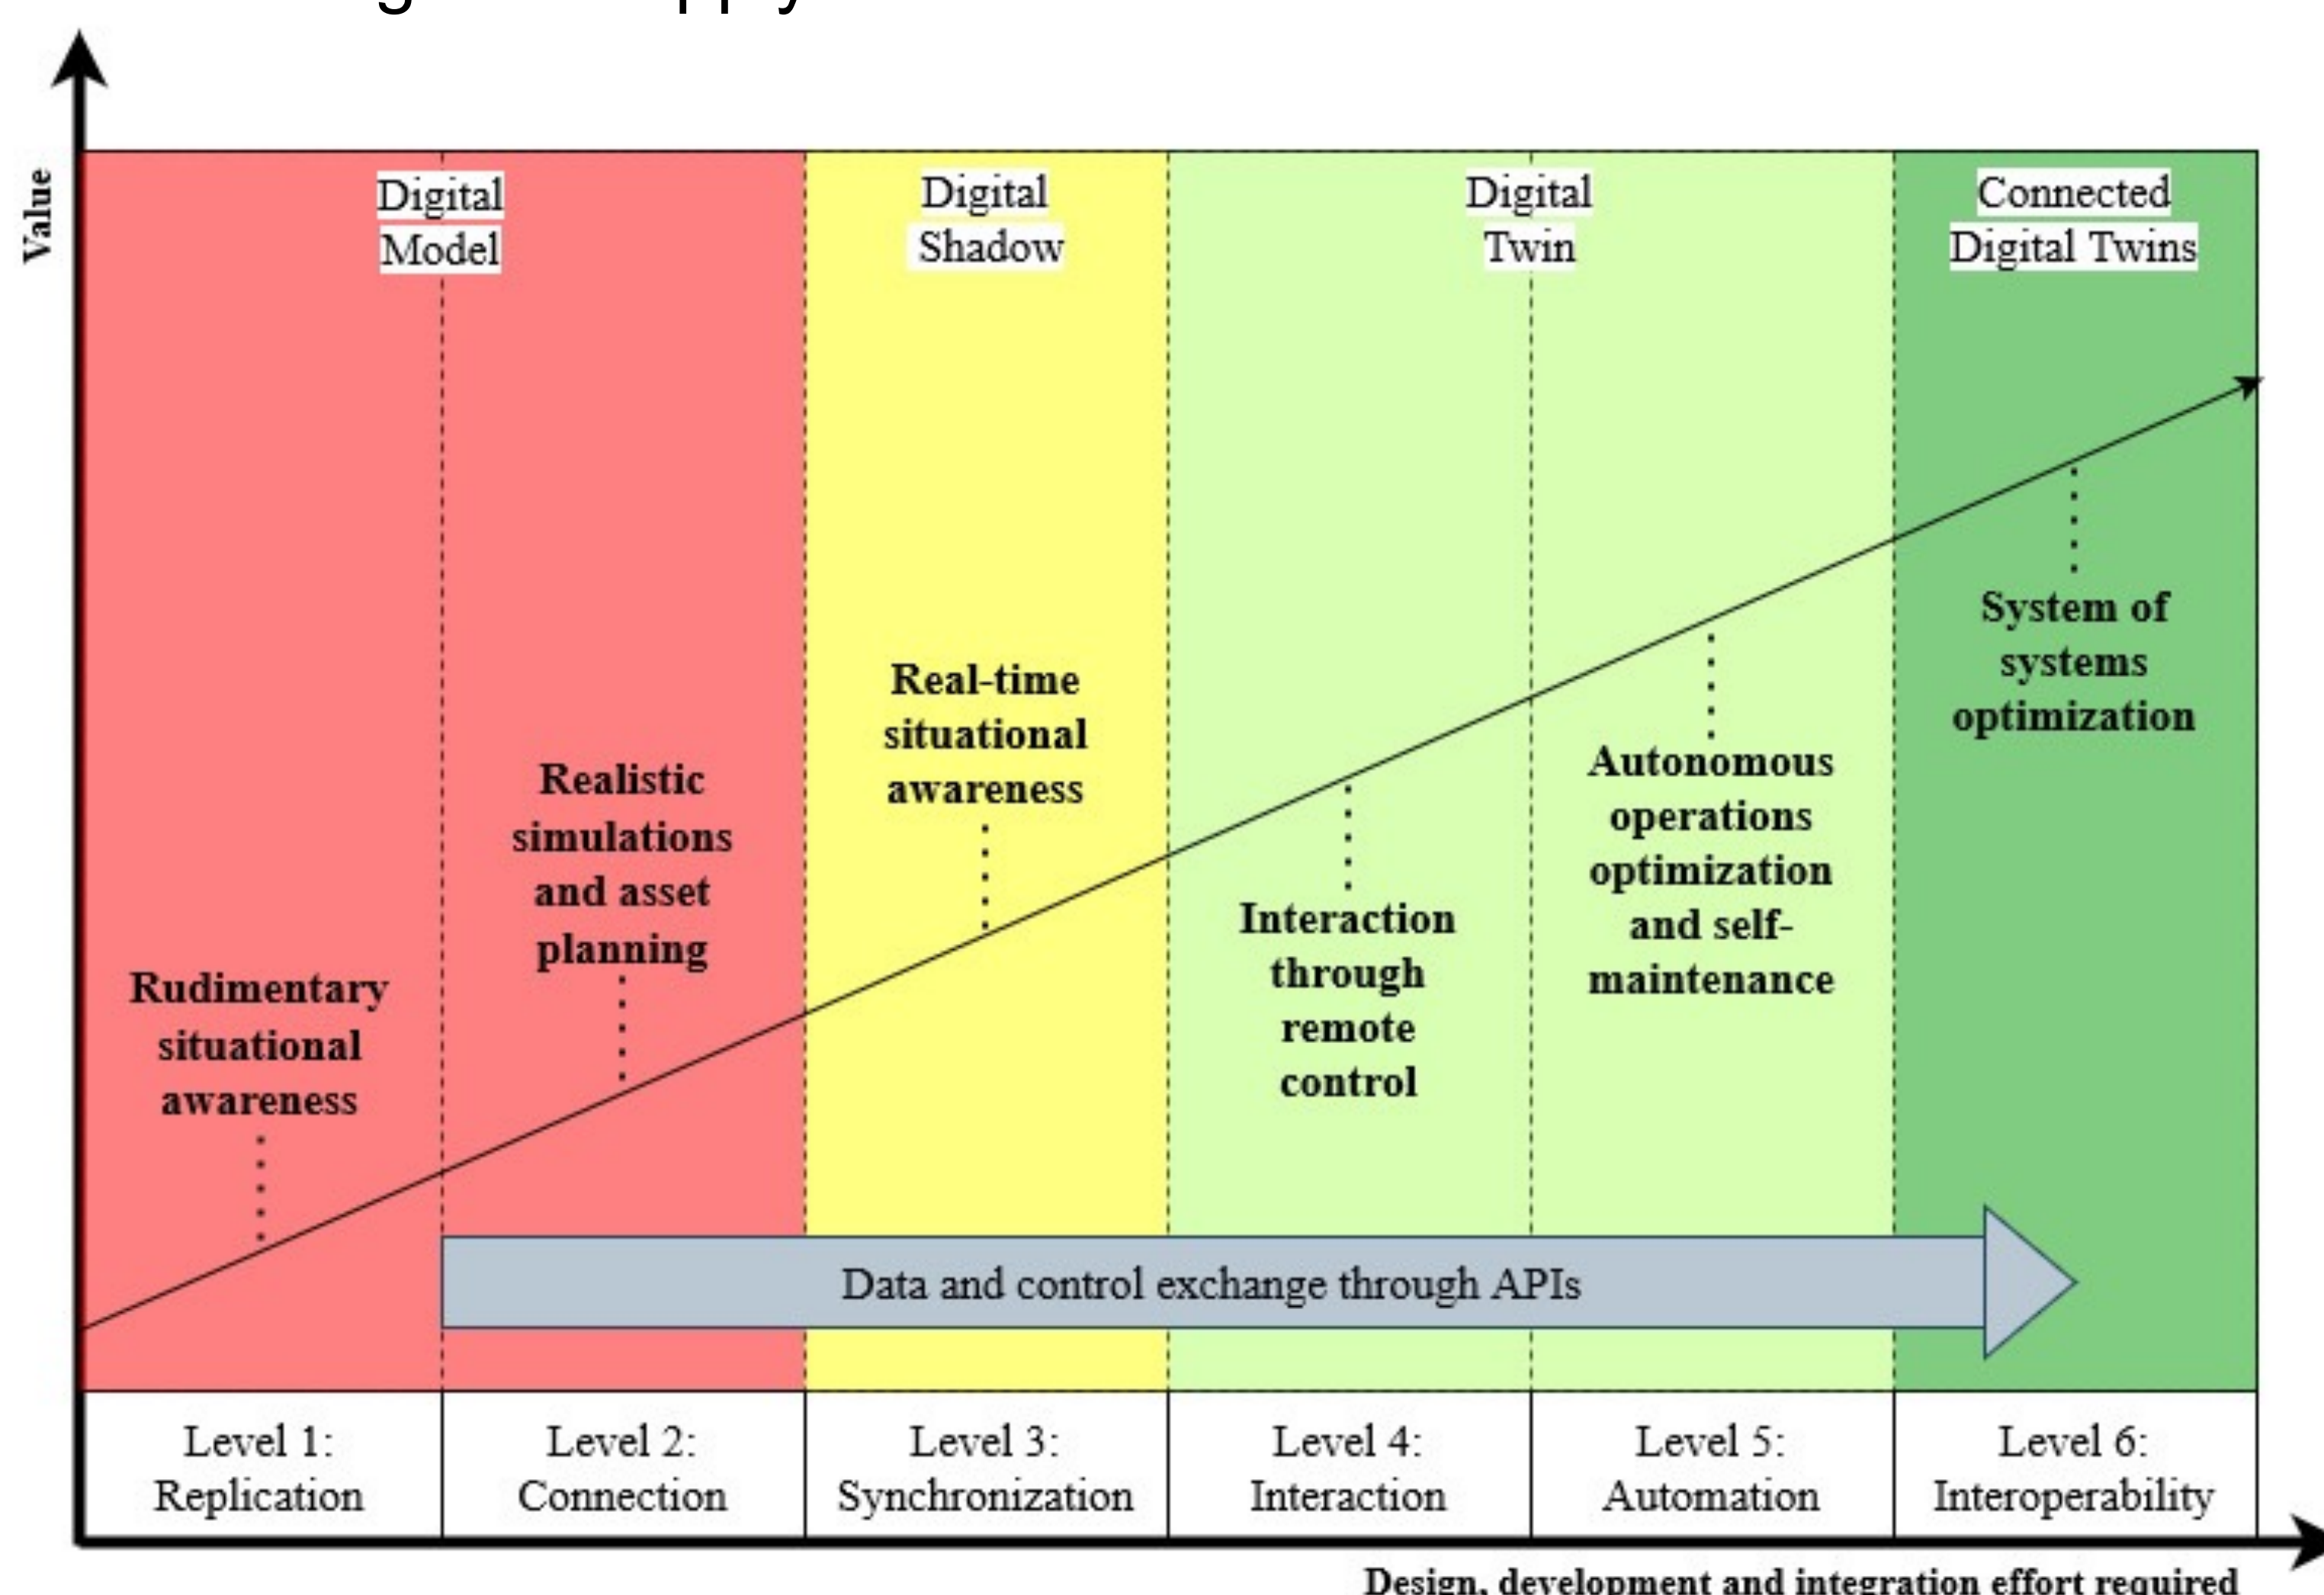 Value
Digital
Model
Digital
Shadow
Digital
Twin
Connected
Digital Twins
Rudimentary
situational
awareness
Realistic
simulations
and asset
planning
Real-time
situational
awareness
Interaction
through
remote
control
Autonomous
operations
optimization
and self-
maintenance
System of
systems
optimization
Data and control exchange through APIs
Level 1:
Replication
Level 2:
Connection
Level 3:
Synchronization
Level 4:
Interaction
Level 5:
Automation
Level 6:
Interoperability
Design, development and integration effort required